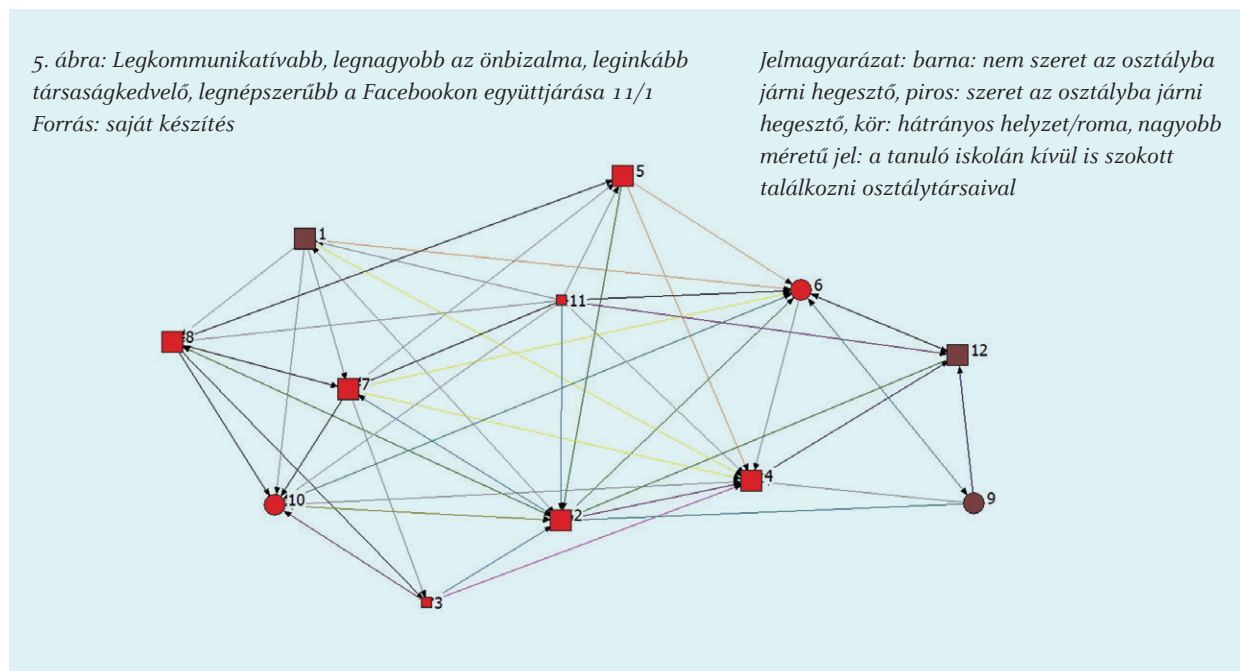 5. ábra: Legkommunikatívabb, legnagyobb az önbizalma, leginkább
társaságkedvelő, legnépszerűbb a Facebookon együttjárása 11/1
Forrás: saját készítés
Jelmagyarázat: barna: nem szeret az osztályba
járni hegesztő, piros: szeret az osztályba járni
hegesztő, kör: hátrányos helyzet/roma, nagyobb
méretű jel: a tanuló iskolán kívül is szokott
találkozni osztálytársaival
5
1
6
11
8
12
7
4
10
9
2
3